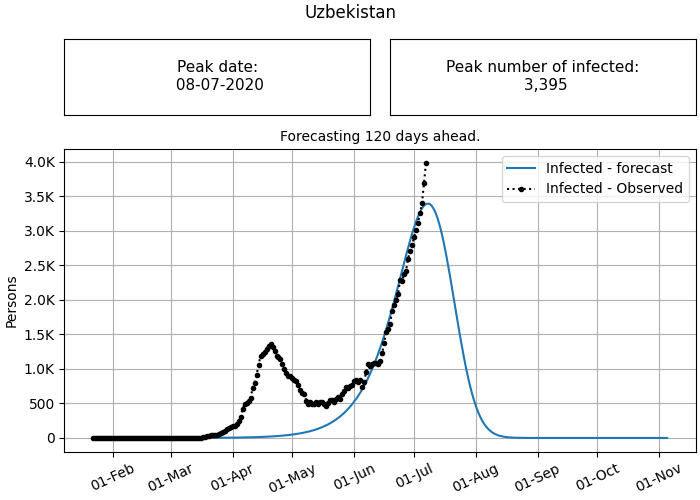 Uzbekistan
Peak date:
08-07-2020
Peak number of infected:
3,395
Forecasting 120 days ahead.
Infected - forecast
Infected - Observed
4.0K
3.5K
3.0K
2.5K
2.0K
1.5K
1.0K
500
0
Persons
01-Feb
01-Mar
01-Apr
01-May
01-Jun
01-Jul
01-Aug
01-Sep
01-Oct
01-Nov